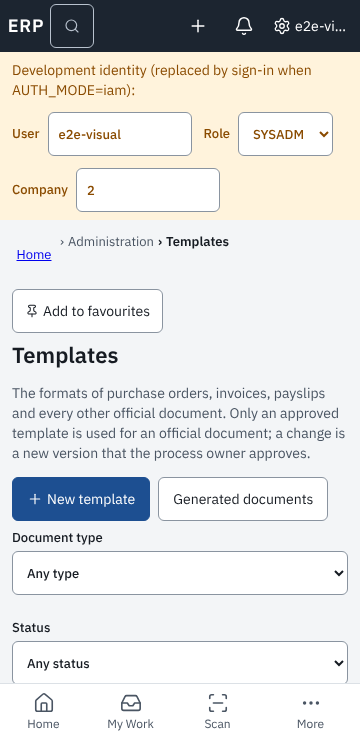 ERP
e2e-vi...
Development identity (replaced by sign-in when
AUTH_MODE=iam):
User e2e-visual Role SYSADM
Company 2
Home › Administration › Templates
Add to favourites
Templates
The formats of purchase orders, invoices, payslips
and every other official document. Only an approved
template is used for an official document; a change is
a new version that the process owner approves.
New template Generated documents
Document type
Any type
Status
Any status
Home My Work Scan More